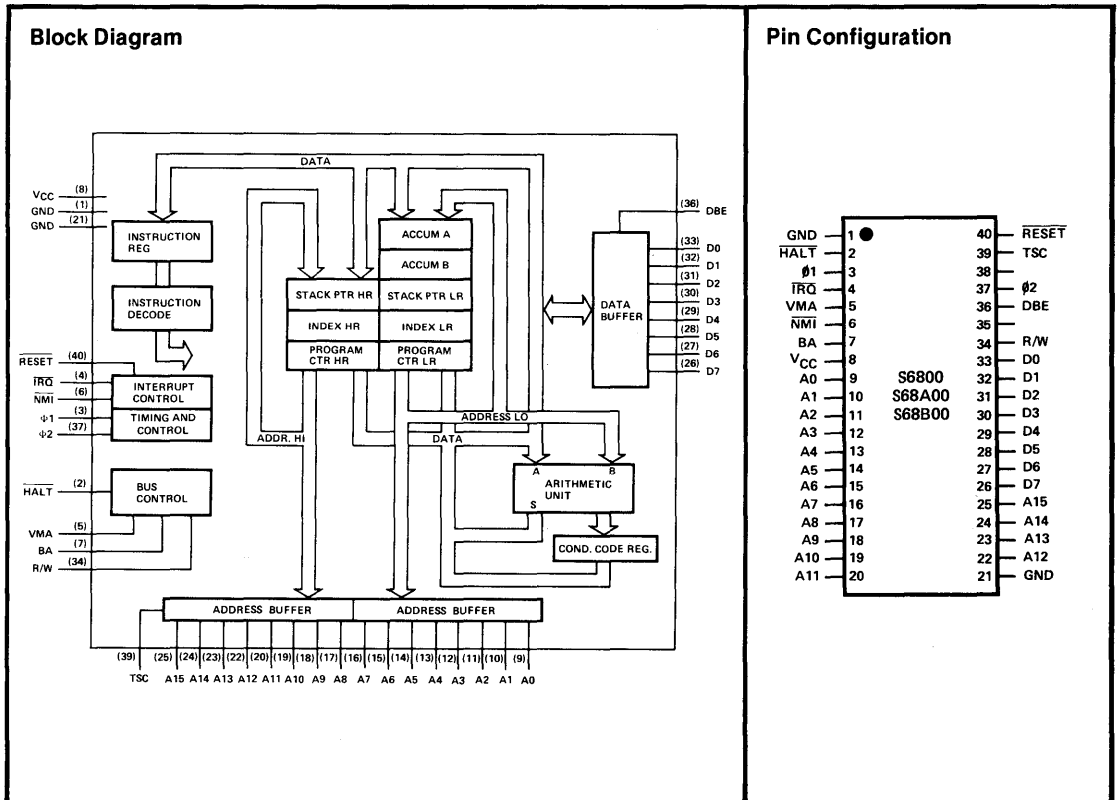 Block Diagram
DATA
VCC (8)
GND (1)
GND (21)
INSTRUCTION
REG
INSTRUCTION
DECODE
RESET (40)
IRQ (4)
NMI (6)
Φ1 (3)
Φ2 (37)
INTERRUPT
CONTROL
TIMING AND
CONTROL
HALT (2)
BUS
CONTROL
VMA (5)
BA (7)
R/W (34)
ACCUM A
ACCUM B
STACK PTR HR STACK PTR LR
INDEX HR INDEX LR
PROGRAM
CTR HR
PROGRAM
CTR LR
(36) DBE
DATA
BUFFER
(33) D0
(32) D1
(31) D2
(30) D3
(29) D4
(28) D5
(27) D6
(26) D7
ADDRESS LO
ADDR. HI
DATA
A B
ARITHMETIC
UNIT
S
COND. CODE REG.
ADDRESS BUFFER ADDRESS BUFFER
(39) (25) (24) (23) (22) (20) (19) (18) (17) (16) (15) (14) (13) (12) (11) (10) (9)
TSC A15 A14 A13 A12 A11 A10 A9 A8 A7 A6 A5 A4 A3 A2 A1 A0
Pin Configuration
GND 1 40 RESET
HALT 2 39 TSC
ϕ1 3 38
IRQ 4 37 ϕ2
VMA 5 36 DBE
NMI 6 35
BA 7 34 R/W
VCC 8 33 D0
A0 9 S6800 32 D1
A1 10 S68A00 31 D2
A2 11 S68B00 30 D3
A3 12 29 D4
A4 13 28 D5
A5 14 27 D6
A6 15 26 D7
A7 16 25 A15
A8 17 24 A14
A9 18 23 A13
A10 19 22 A12
A11 20 21 GND